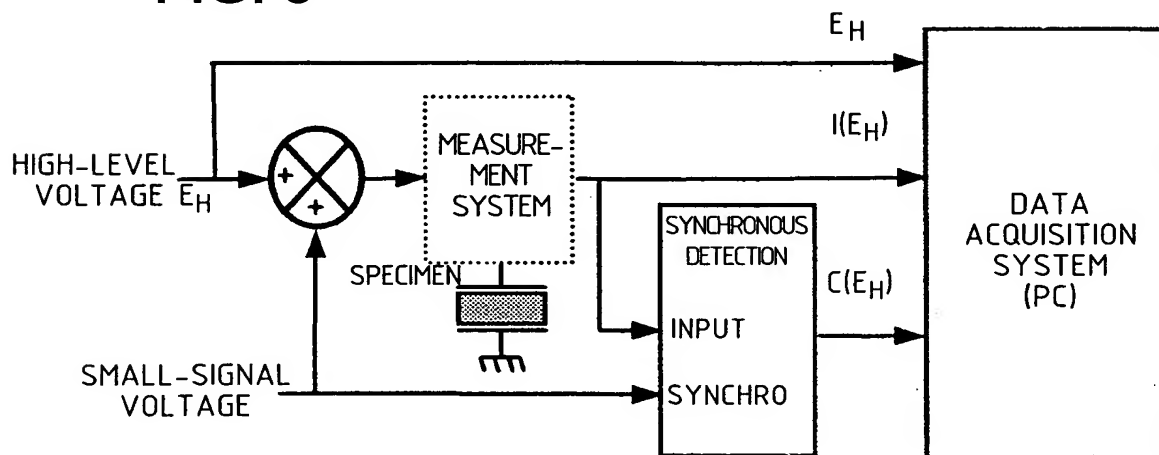 E_H
I(E_H)
HIGH-LEVEL
VOLTAGE E_H
+
+
MEASURE-
MENT
SYSTEM
SPECIMEN
SYNCHRONOUS
DETECTION
INPUT
SYNCHRO
C(E_H)
DATA
ACQUISITION
SYSTEM
(PC)
SMALL-SIGNAL
VOLTAGE